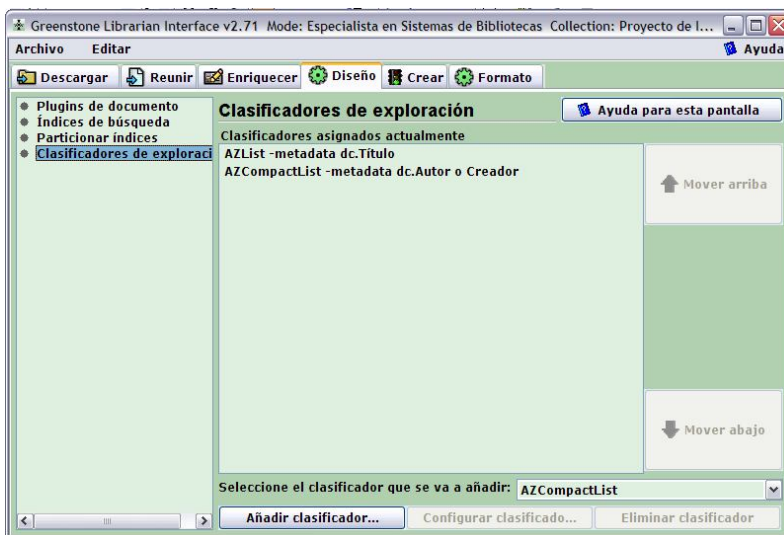 Greenstone Librarian Interface v2.71 Mode: Especialista en Sistemas de Bibliotecas Collection: Proyecto de I...
Archivo Editar Ayuda
Descargar Reunir Enriquecer Diseño Crear Formato
Plugins de documento
Índices de búsqueda
Particionar índices
Clasificadores de exploraci
Clasificadores de exploración
Ayuda para esta pantalla
Clasificadores asignados actualmente
AZList -metadata dc.Título
AZCompactList -metadata dc.Autor o Creador
Mover arriba
Mover abajo
Seleccione el clasificador que se va a añadir: AZCompactList
Añadir clasificador... Configurar clasificado... Eliminar clasificador